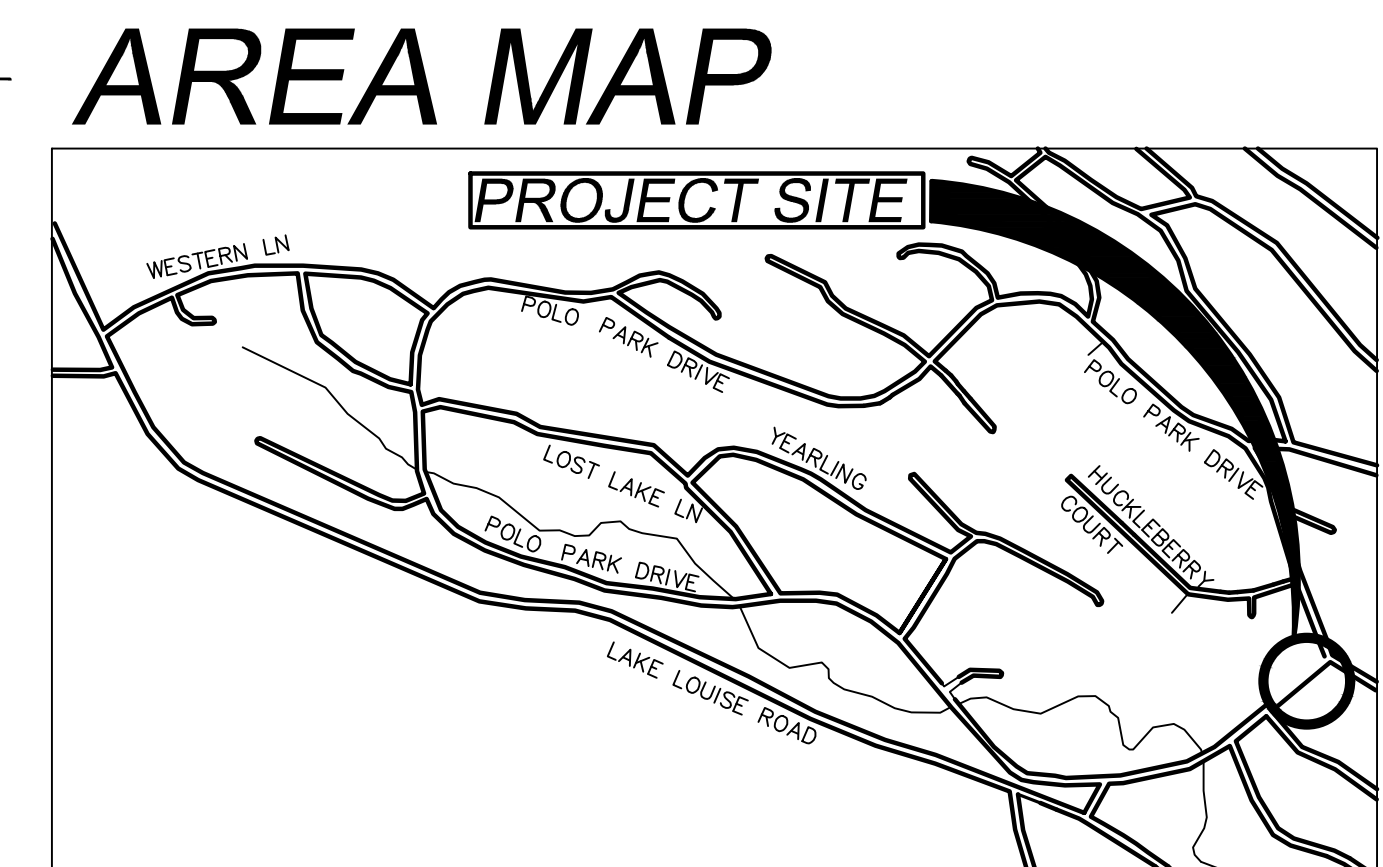 AREA MAP
PROJECT SITE
WESTERN LN
POLO PARK DRIVE
POLO PARK DRIVE
YEARLING
LOST LAKE LN
HUCKLEBERRY
COURT
POLO PARK DRIVE
LAKE LOUISE ROAD